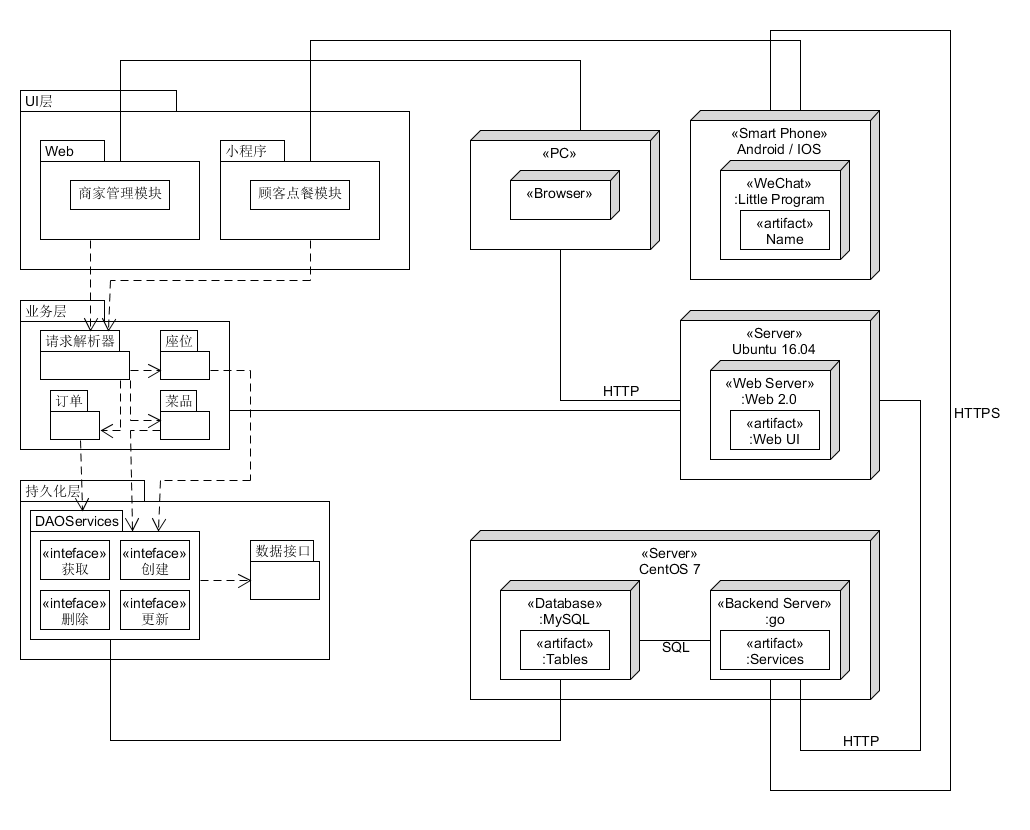 UI层
Web
商家管理模块
小程序
顾客点餐模块
«PC»
«Browser»
«Smart Phone»
Android / IOS
«WeChat»
:Little Program
«artifact»
Name
业务层
请求解析器
座位
订单
菜品
HTTP
«Server»
Ubuntu 16.04
«Web Server»
:Web 2.0
«artifact»
:Web UI
HTTPS
持久化层
DAOServices
«inteface»
获取
«inteface»
创建
«inteface»
删除
«inteface»
更新
数据接口
«Server»
CentOS 7
«Database»
:MySQL
«artifact»
:Tables
SQL
«Backend Server»
:go
«artifact»
:Services
HTTP